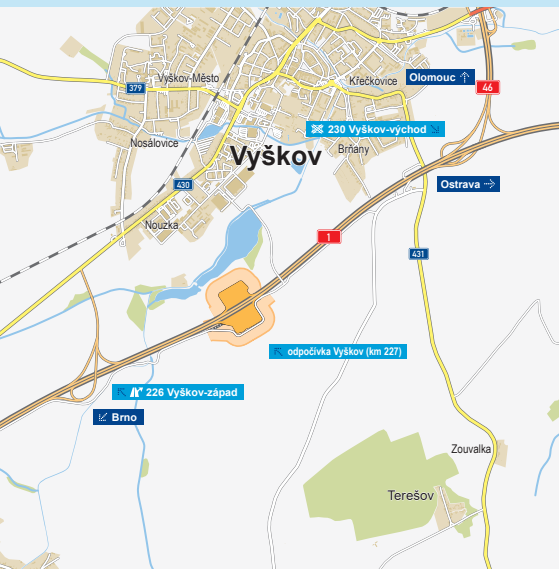 Vyškov-Město
Křečkovice
Olomouc
379
46
230 Vyškov-východ
Nosálovice
Brňany
Vyškov
430
Ostrava
Nouzka
1
431
odpočívka Vyškov (km 227)
226 Vyškov-západ
Brno
Zouvalka
Terešov